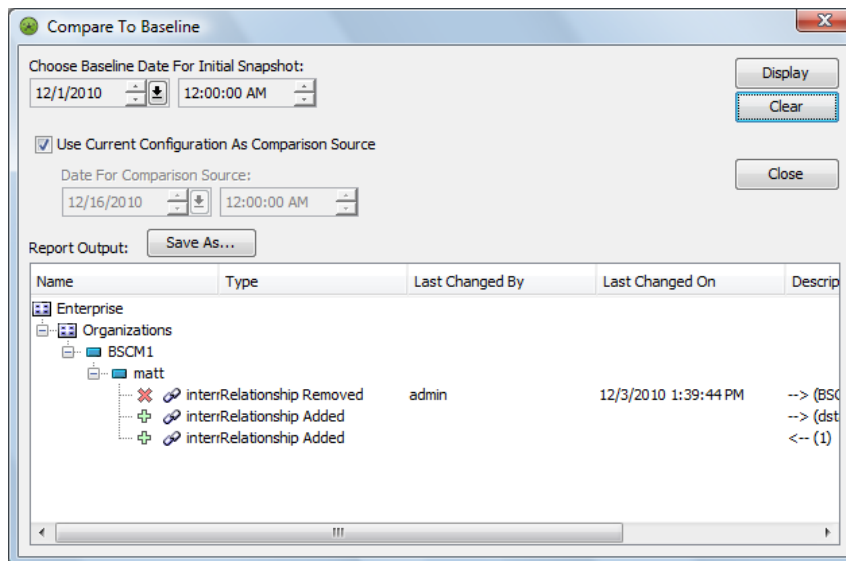 Compare To Baseline
Choose Baseline Date For Initial Snapshot:
12/1/2010 12:00:00 AM
Display
Clear
Use Current Configuration As Comparison Source
Date For Comparison Source:
12/16/2010 12:00:00 AM
Close
Report Output: Save As...
Name Type Last Changed By Last Changed On Descrip
Enterprise
Organizations
BSCM1
matt
Relationship Removed admin 12/3/2010 1:39:44 PM --> (BSC
Relationship Added --> (dst
Relationship Added <-- (1)